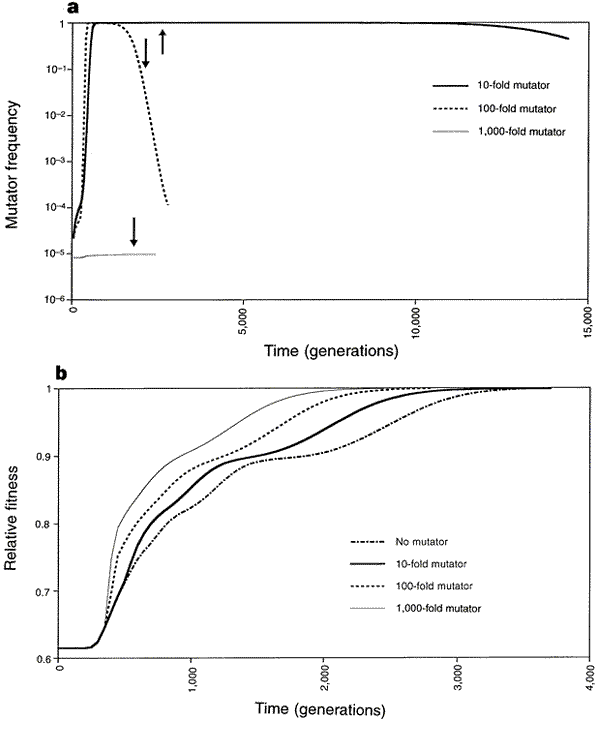 a
1
10-1
10-2
10-3
10-4
10-5
10-6
Mutator frequency
10-fold mutator
100-fold mutator
1,000-fold mutator
0
5,000
10,000
15,000
Time (generations)
b
1
0.9
0.8
0.7
0.6
Relative fitness
No mutator
10-fold mutator
100-fold mutator
1,000-fold mutator
0
1,000
2,000
3,000
4,000
Time (generations)